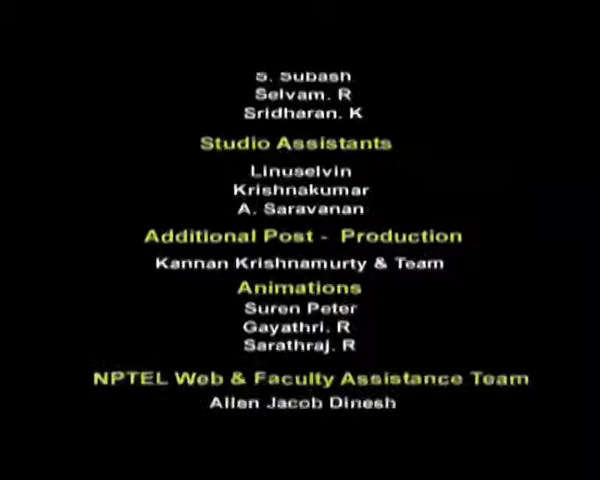 S. Subash
Selvam. R
Sridharan. K
Studio Assistants
Linuselvin
Krishnakumar
A. Saravanan
Additional Post - Production
Kannan Krishnamurty & Team
Animations
Suren Peter
Gayathri. R
Sarathraj. R
NPTEL Web & Faculty Assistance Team
Allen Jacob Dinesh